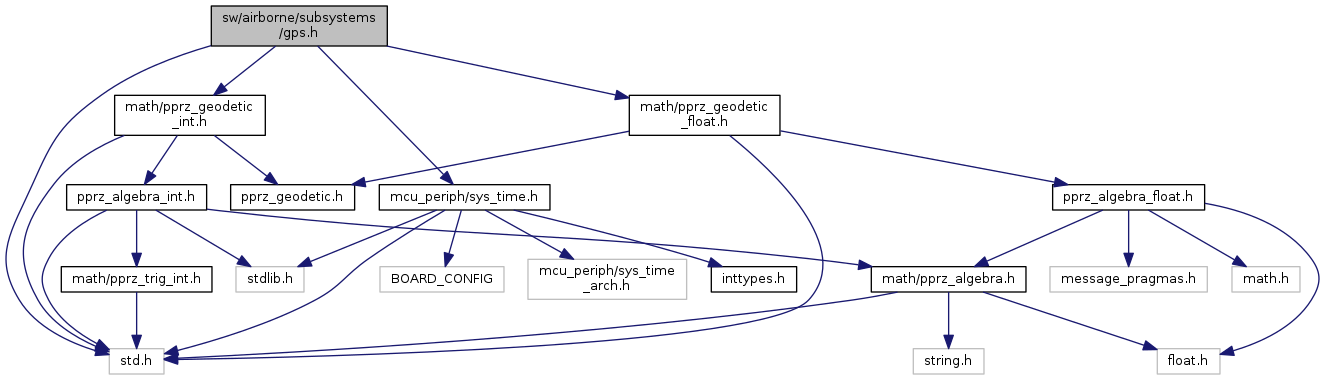 sw/airborne/subsystems
/gps.h
math/pprz_geodetic
_int.h
math/pprz_geodetic
_float.h
pprz_algebra_int.h
pprz_geodetic.h
mcu_periph/sys_time.h
pprz_algebra_float.h
math/pprz_trig_int.h
stdlib.h
BOARD_CONFIG
mcu_periph/sys_time
_arch.h
inttypes.h
math/pprz_algebra.h
message_pragmas.h
math.h
std.h
string.h
float.h